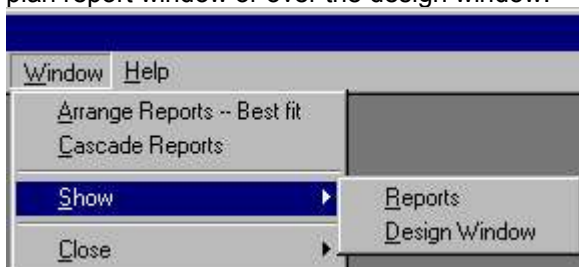 plan report window or over the design window.
Window Help
Arrange Reports -- Best fit
Cascade Reports
Show
Reports
Design Window
Close